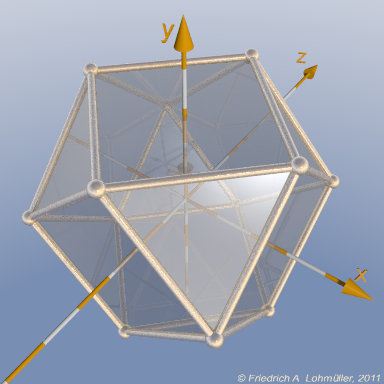 y
z
x
© Friedrich A. Lohmüller, 2011